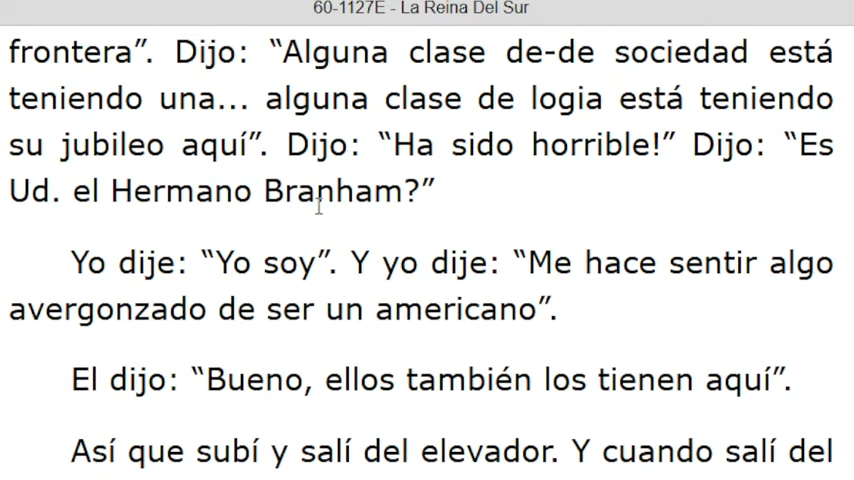 60-1127E - La Reina Del Sur
frontera”. Dijo: “Alguna clase de-de sociedad está
teniendo una... alguna clase de logia está teniendo
su jubileo aquí”. Dijo: “Ha sido horrible!” Dijo: “Es
Ud. el Hermano Branham?”
Yo dije: “Yo soy”. Y yo dije: “Me hace sentir algo
avergonzado de ser un americano”.
El dijo: “Bueno, ellos también los tienen aquí”.
Así que subí y salí del elevador. Y cuando salí del